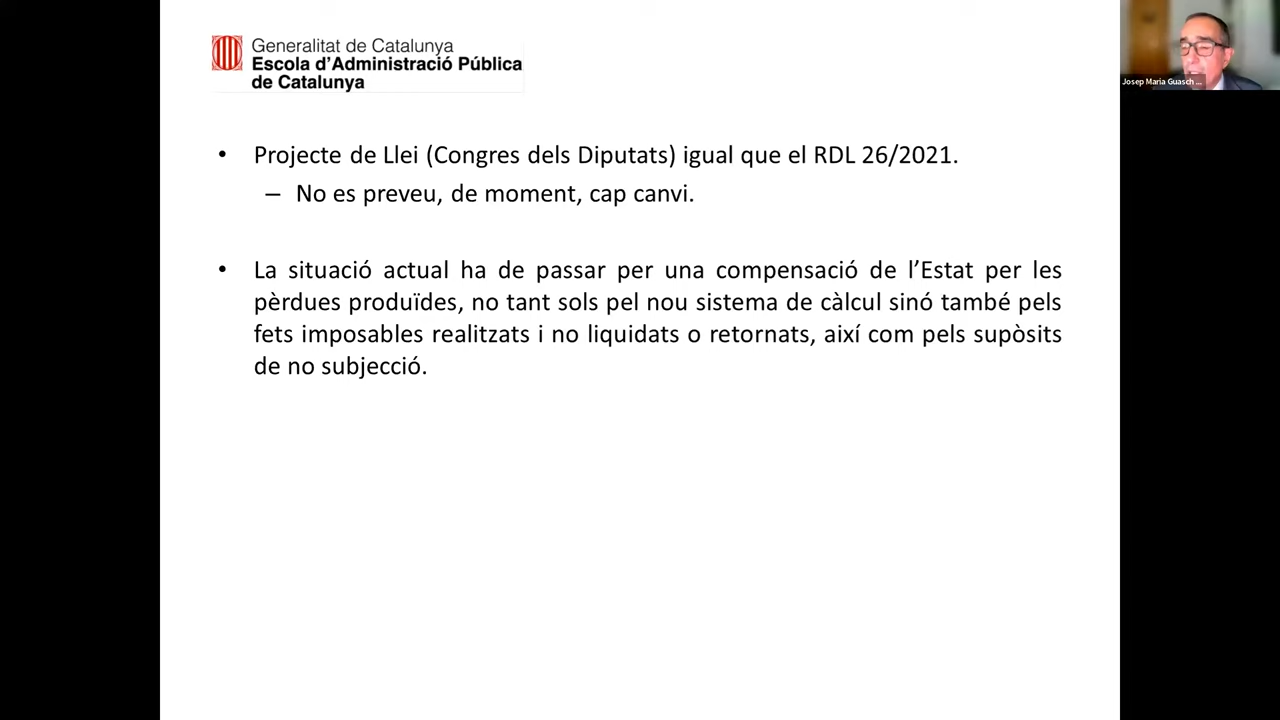 Generalitat de Catalunya
Escola d'Administració Pública
de Catalunya
Josep Maria Guasch ...
• Projecte de Llei (Congres dels Diputats) igual que el RDL 26/2021.
– No es preveu, de moment, cap canvi.
• La situació actual ha de passar per una compensació de l’Estat per les
pèrdues produïdes, no tant sols pel nou sistema de càlcul sinó també pels
fets imposables realitzats i no liquidats o retornats, així com pels supòsits
de no subjecció.